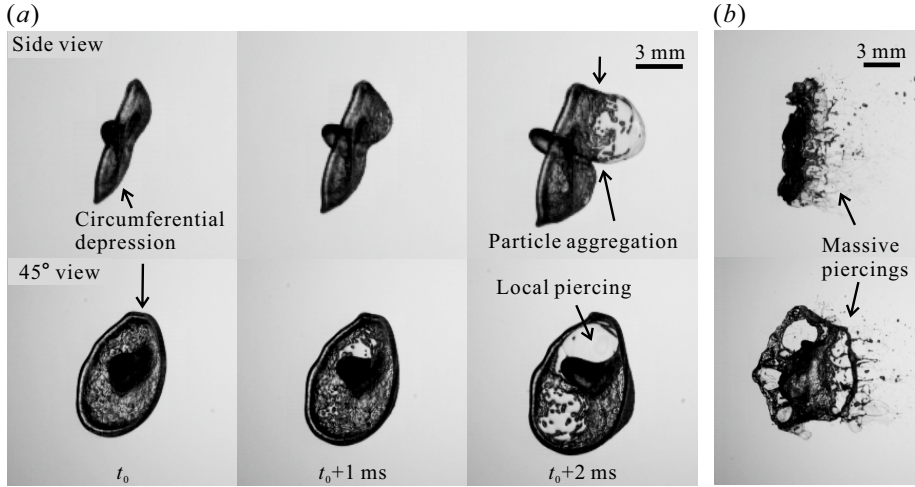 (a)
(b)
Side view
3 mm
3 mm
Circumferential
depression
Particle aggregation
Massive
piercings
45° view
Local piercing
t₀
t₀+1 ms
t₀+2 ms